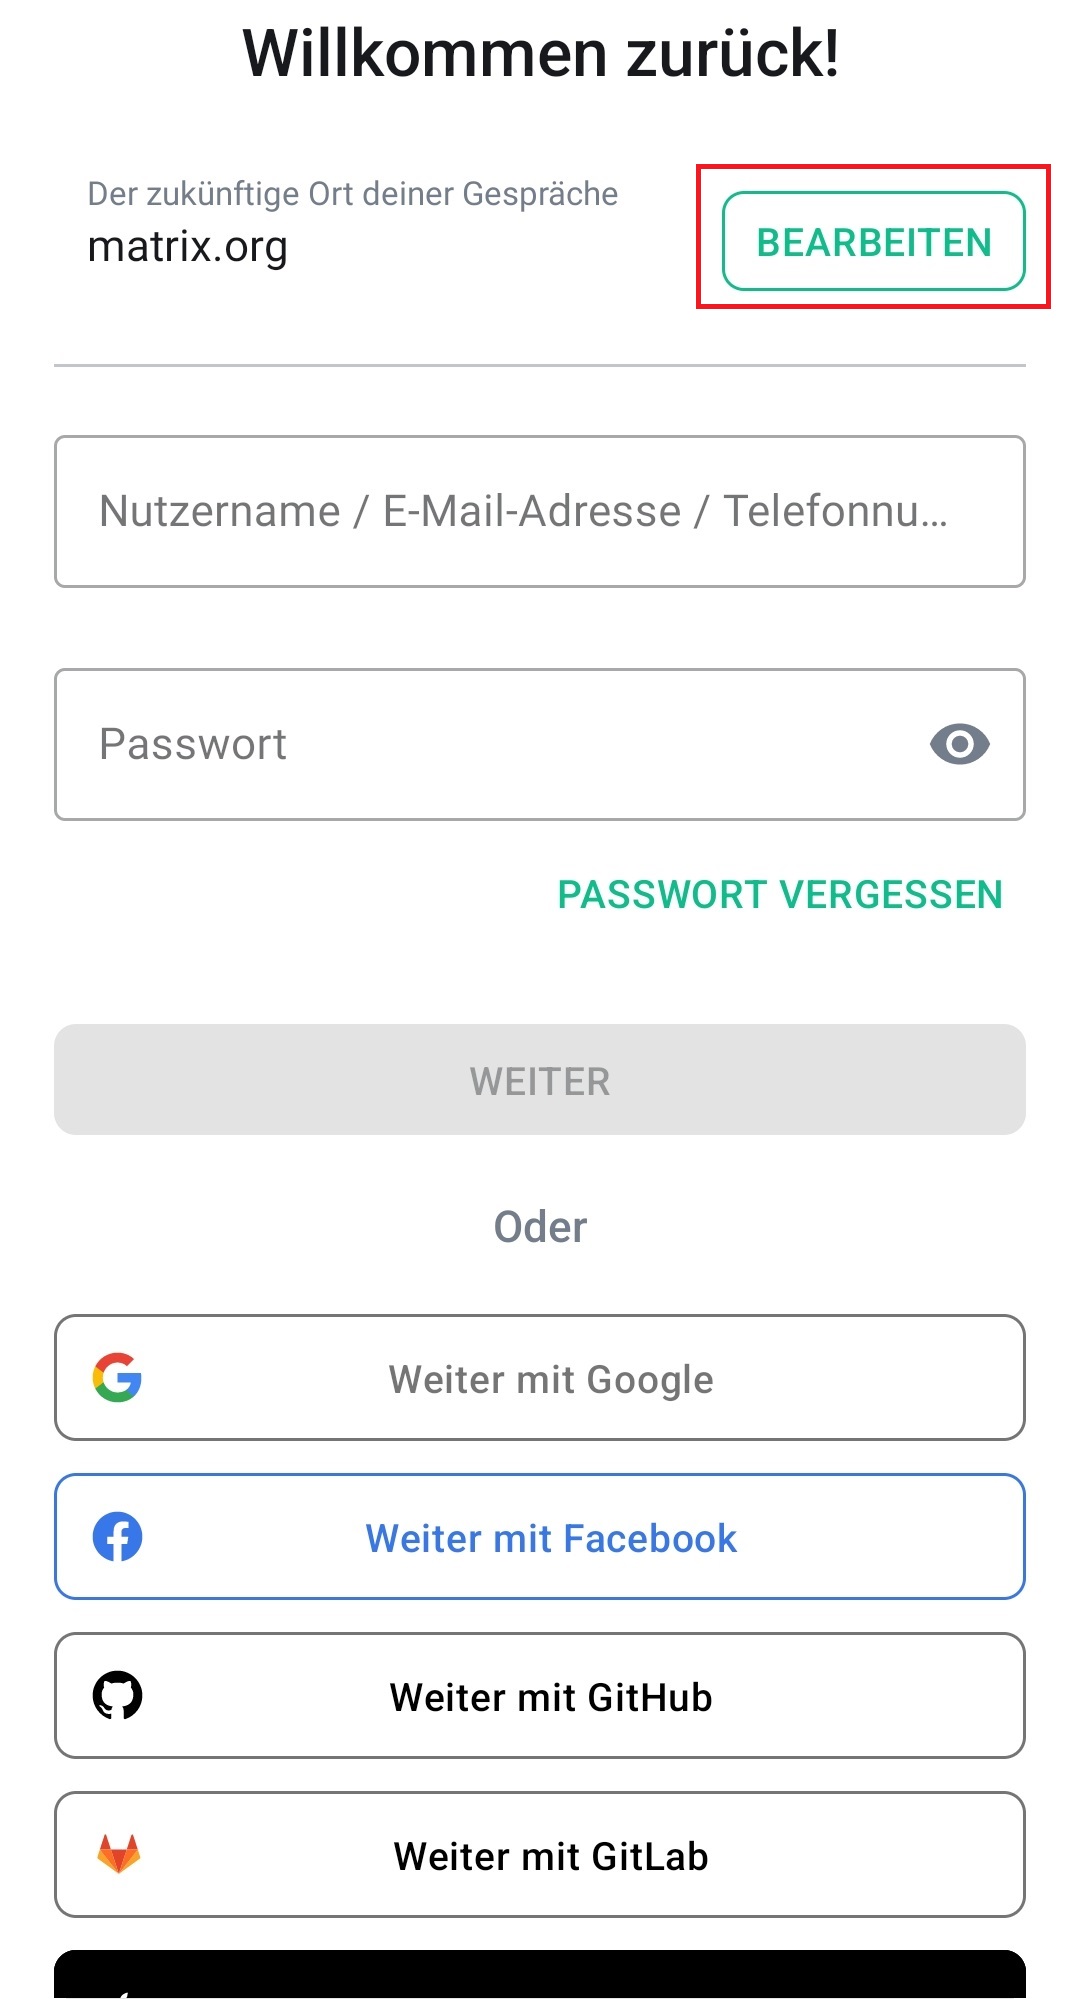 Willkommen zurück!
Der zukünftige Ort deiner Gespräche
matrix.org
BEARBEITEN
Nutzername / E-Mail-Adresse / Telefonnu…
Passwort
PASSWORT VERGESSEN
WEITER
Oder
Weiter mit Google
Weiter mit Facebook
Weiter mit GitHub
Weiter mit GitLab